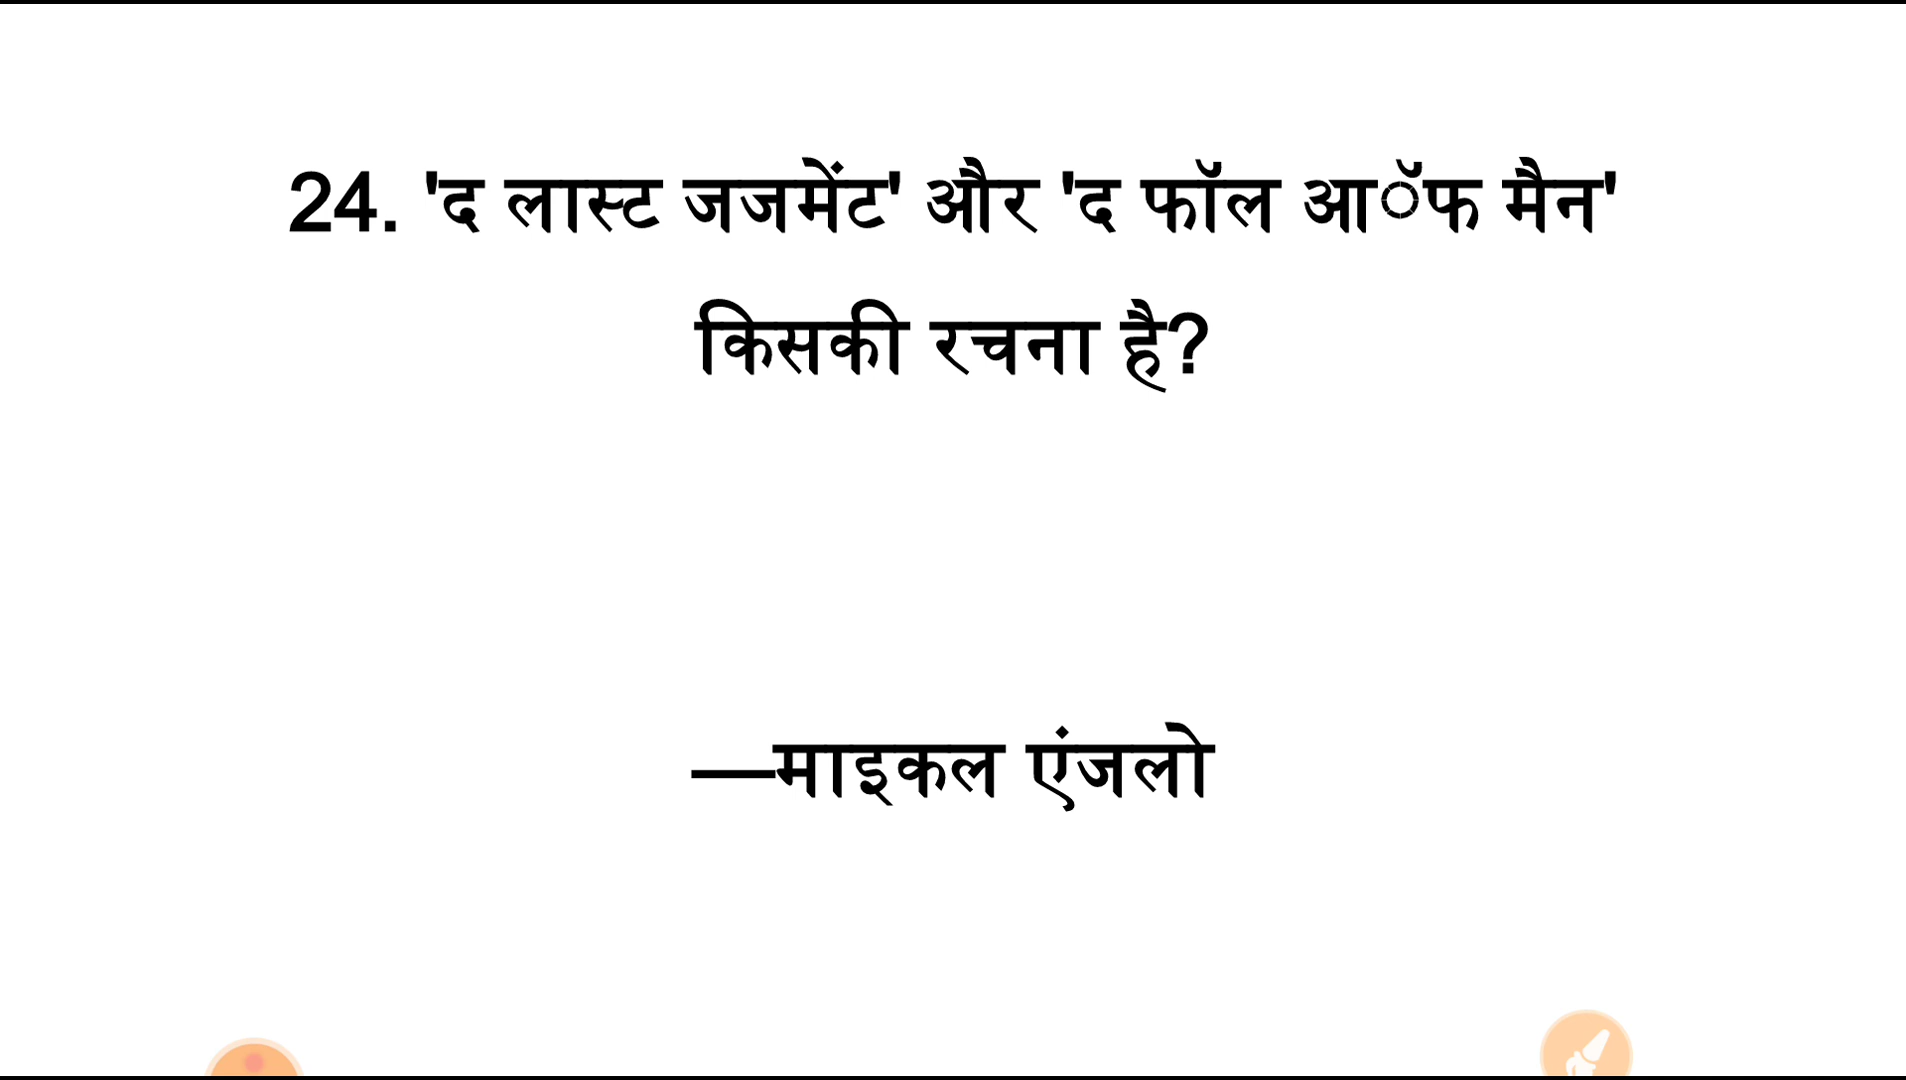 24. 'द लास्ट जजमेंट' और 'द फॉल आॅफ मैन'
किसकी रचना है?
—माइकल एंजलो